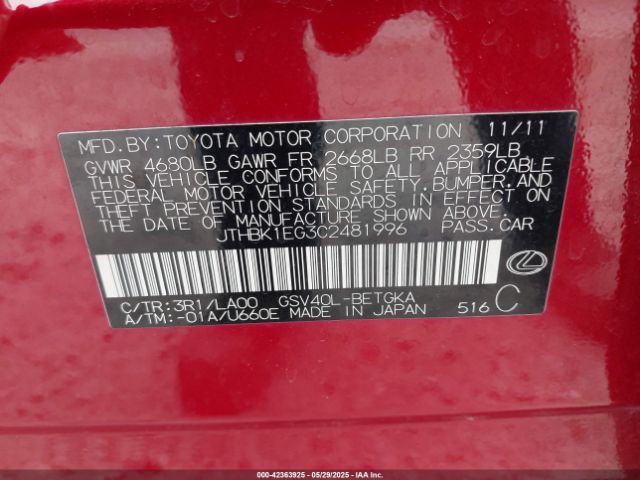 MFD.BY:TOYOTA MOTOR CORPORATION 11/11
GVWR 4680LB GAWR FR 2668LB RR 2359LB
THIS VEHICLE CONFORMS TO ALL APPLICABLE
FEDERAL MOTOR VEHICLE SAFETY,BUMPER,AND
THEFT PREVENTION STANDARDS IN EFFECT ON
THE DATE OF MANUFACTURE SHOWN ABOVE.
JTHBK1EG3C2481996 PASS.CAR
C/TR:3R1/LA00 GSV40L-BETGKA
A/TM:-01A/U660E MADE IN JAPAN 516 C
000-42363925 | 05/29/2025 | IAAI.COM